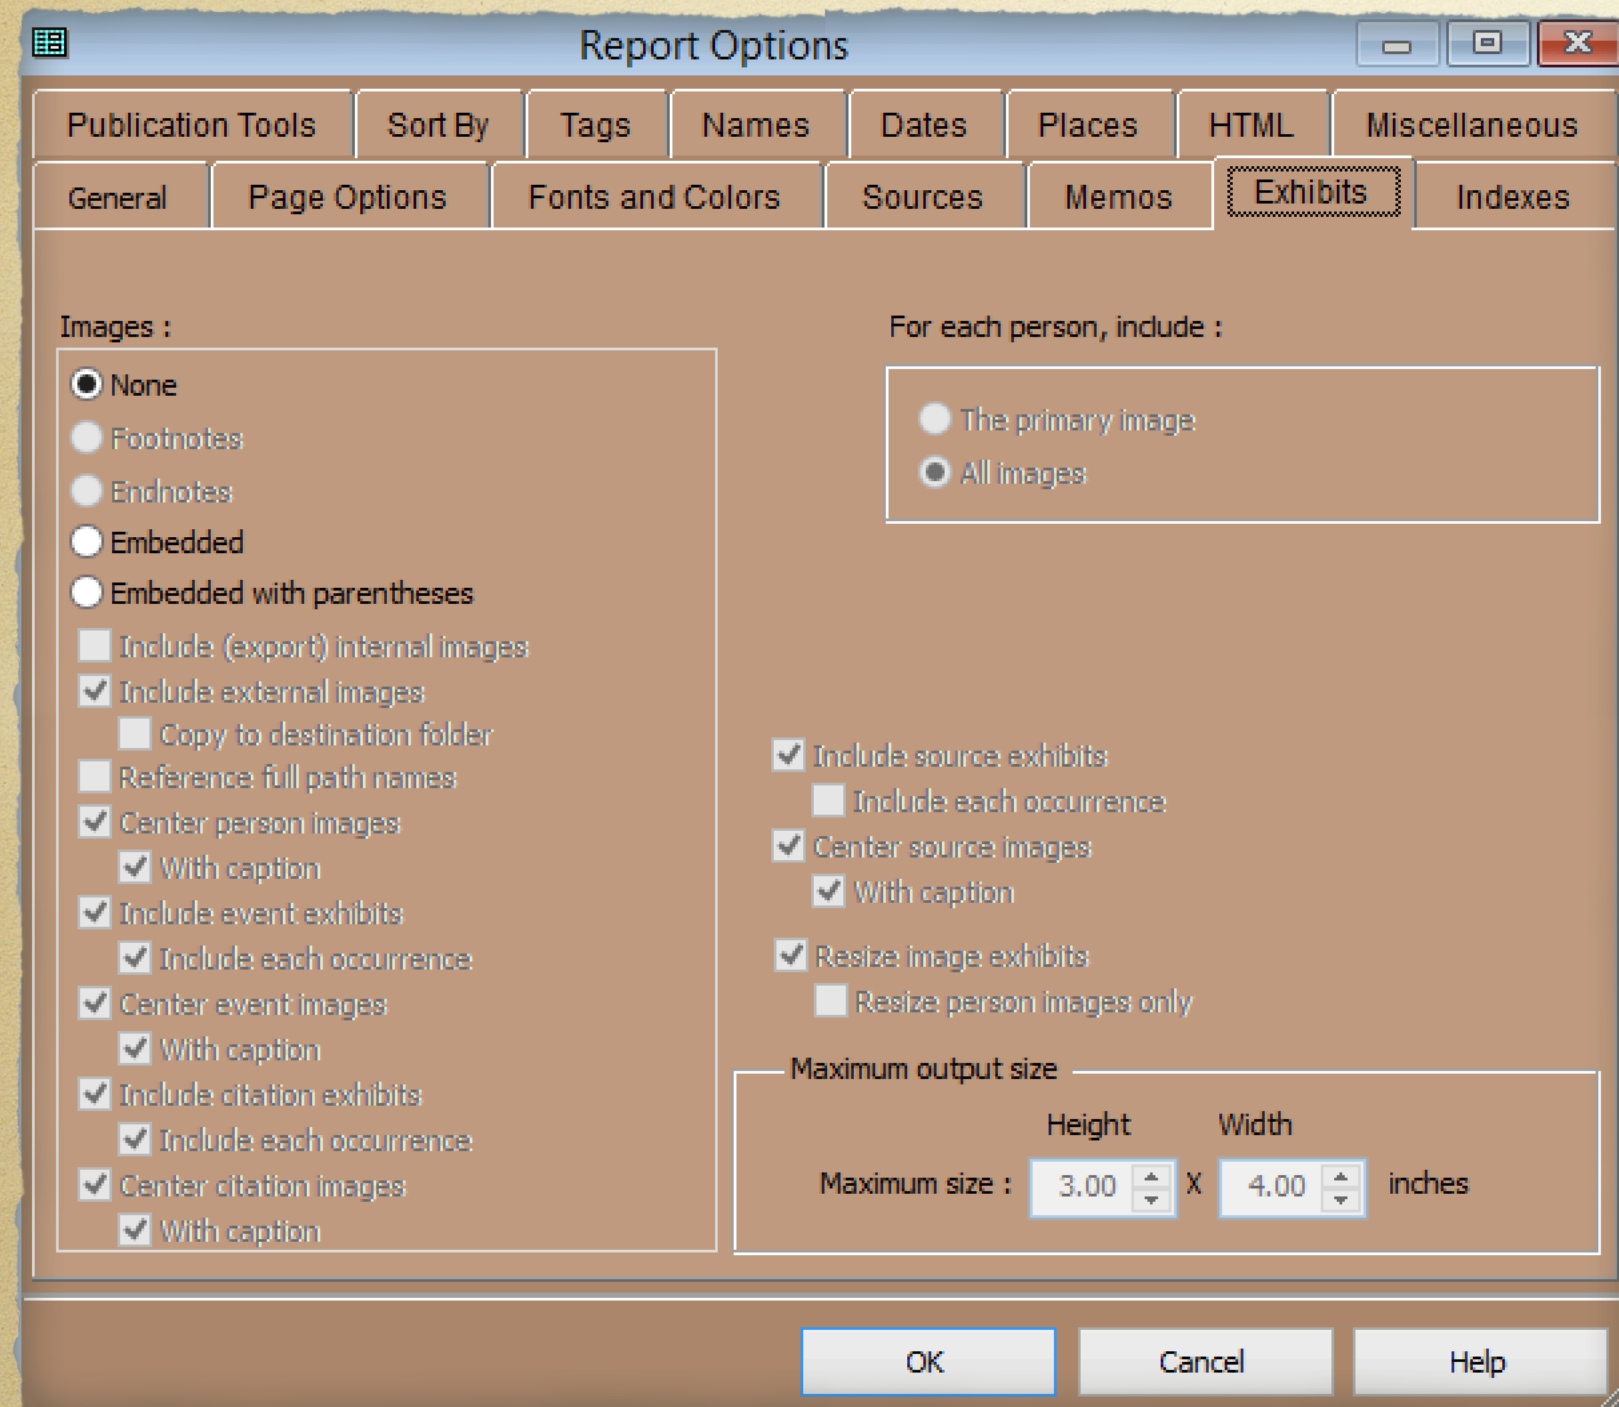 Report Options
Publication Tools Sort By Tags Names Dates Places HTML Miscellaneous
General Page Options Fonts and Colors Sources Memos Exhibits Indexes
Images :
None
Footnotes
Endnotes
Embedded
Embedded with parentheses
Include (export) internal images
Include external images
Copy to destination folder
Reference full path names
Center person images
With caption
Include event exhibits
Include each occurrence
Center event images
With caption
Include citation exhibits
Include each occurrence
Center citation images
With caption
For each person, include :
The primary image
All images
Include source exhibits
Include each occurrence
Center source images
With caption
Resize image exhibits
Resize person images only
Maximum output size
Height Width
Maximum size : 3.00 X 4.00 inches
OK Cancel Help